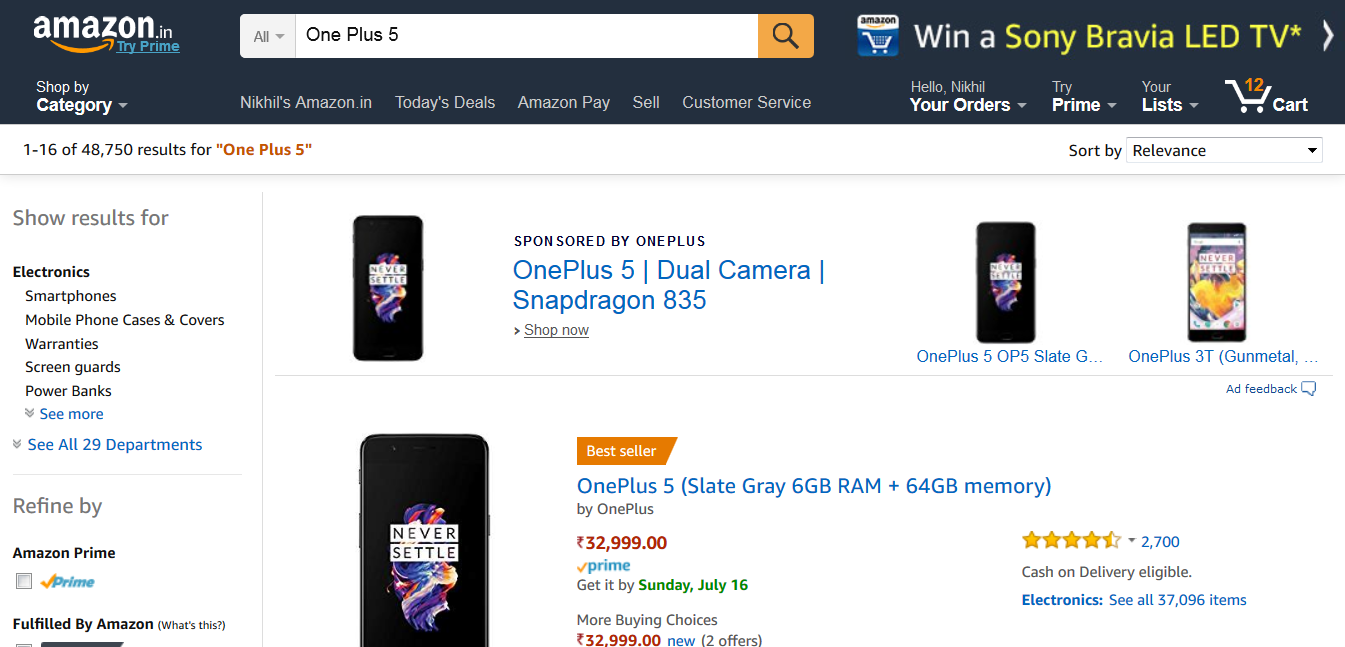 amazon.in
Try Prime
All
One Plus 5
amazon
Win a Sony Bravia LED TV*
Shop by
Category
Nikhil's Amazon.in
Today's Deals
Amazon Pay
Sell
Customer Service
Hello, Nikhil
Your Orders
Try
Prime
Your
Lists
12
Cart
1-16 of 48,750 results for "One Plus 5"
Sort by
Relevance
Show results for
Electronics
Smartphones
Mobile Phone Cases & Covers
Warranties
Screen guards
Power Banks
See more
See All 29 Departments
Refine by
Amazon Prime
Prime
Fulfilled By Amazon (What's this?)
NEVER
SETTLE
SPONSORED BY ONEPLUS
OnePlus 5 | Dual Camera |
Snapdragon 835
Shop now
NEVER
SETTLE
OnePlus 5 OP5 Slate G...
NEVER
SETTLE
OnePlus 3T (Gunmetal, ...
Ad feedback
NEVER
SETTLE
Best seller
OnePlus 5 (Slate Gray 6GB RAM + 64GB memory)
by OnePlus
₹32,999.00
prime
Get it by Sunday, July 16
More Buying Choices
₹32,999.00 new (2 offers)
2,700
Cash on Delivery eligible.
Electronics: See all 37,096 items